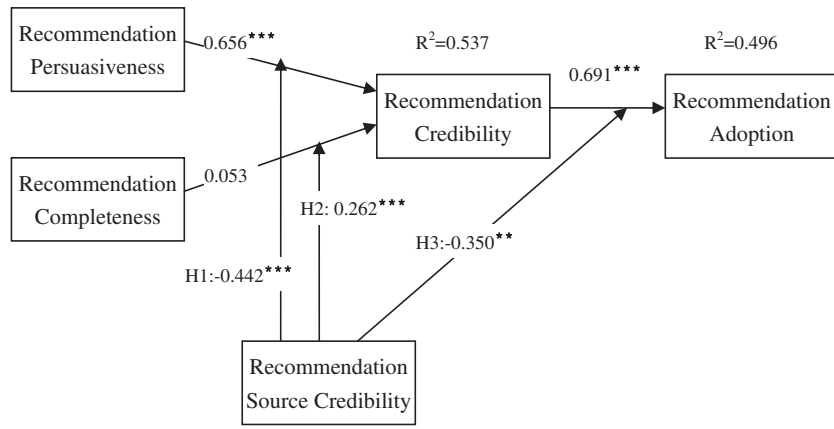 Recommendation
Persuasiveness
0.656***
R²=0.537
R²=0.496
0.691***
Recommendation
Credibility
Recommendation
Adoption
Recommendation
Completeness
0.053
H2: 0.262***
H3:-0.350**
H1:-0.442***
Recommendation
Source Credibility